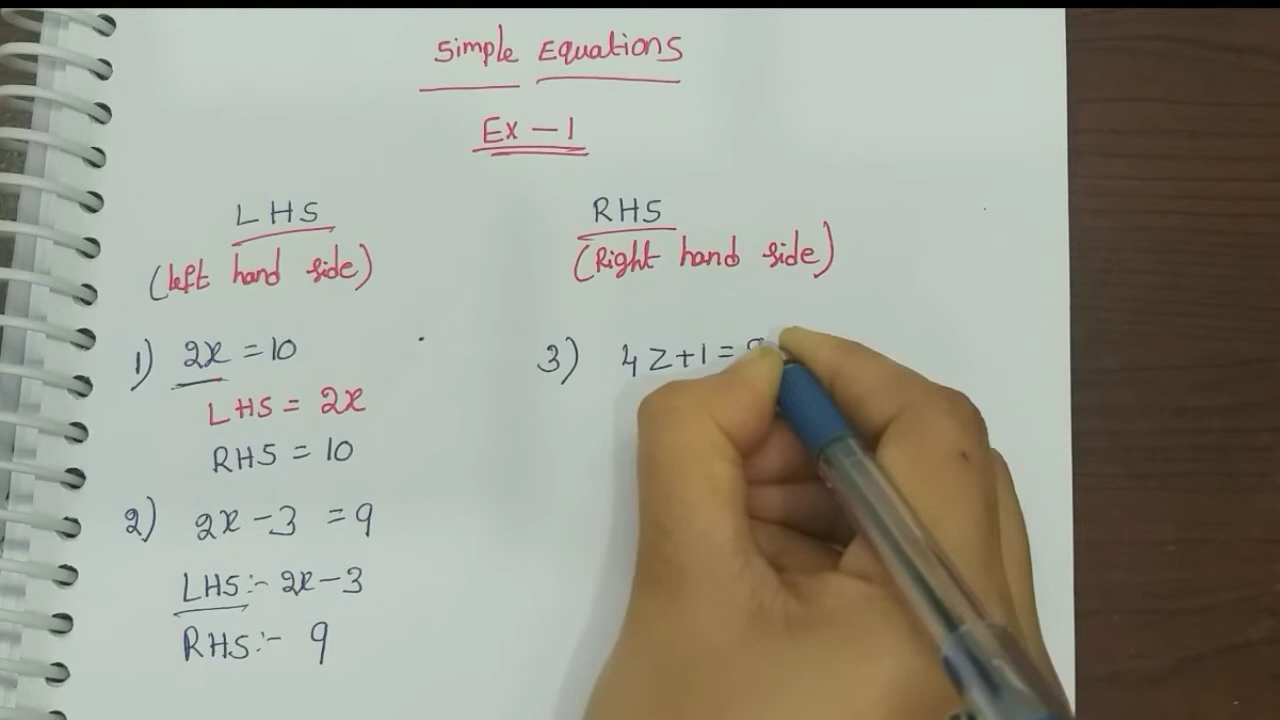 Simple Equations
Ex - 1
LHS
(left hand side)
RHS
(Right hand side)
1) 2x = 10
LHS = 2x
RHS = 10
2) 2x - 3 = 9
LHS :- 2x - 3
RHS :- 9
3) 4z+1=